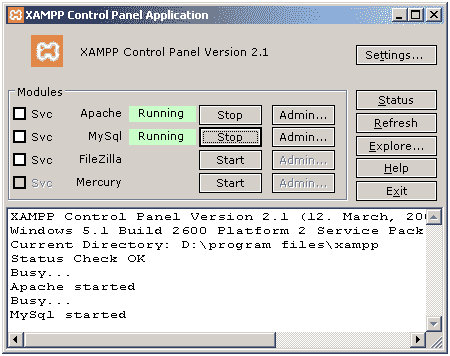 XAMPP Control Panel Application
XAMPP Control Panel Version 2.1
Settings...
Modules
Svc Apache Running Stop Admin...
Svc MySql Running Stop Admin...
Svc FileZilla Start Admin...
Svc Mercury Start Admin...
Status
Refresh
Explore...
Help
Exit
XAMPP Control Panel Version 2.1 (12. March, 200
Windows 5.1 Build 2600 Platform 2 Service Pack
Current Directory: D:\program files\xampp
Status Check OK
Busy...
Apache started
Busy...
MySql started